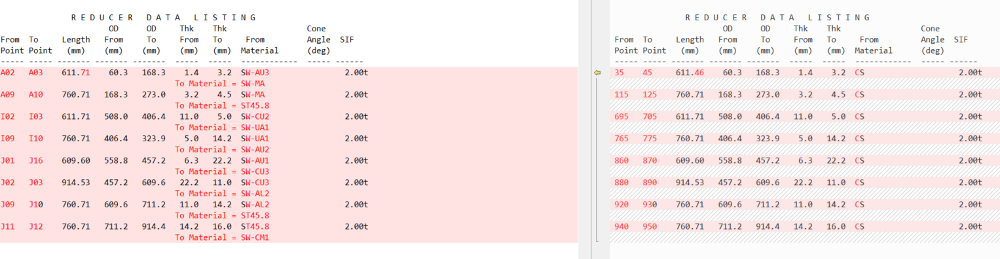 R E D U C E R   D A T A   L I S T I N G
OD OD Thk Thk Cone
From To Length From To From To From Angle SIF
Point Point (mm) (mm) (mm) (mm) (mm) Material (deg)
----- ----- ------- ------- ------- ----- ----- ------------ ----- ------
A02 A03 611.71 60.3 168.3 1.4 3.2 SW-AU3 2.00t
To Material = SW-MA
A09 A10 760.71 168.3 273.0 3.2 4.5 SW-MA 2.00t
To Material = ST45.8
I02 I03 611.71 508.0 406.4 11.0 5.0 SW-CU2 2.00t
To Material = SW-UA1
I09 I10 760.71 406.4 323.9 5.0 14.2 SW-UA1 2.00t
To Material = SW-AU2
J01 J16 609.60 558.8 457.2 6.3 22.2 SW-AU1 2.00t
To Material = SW-CU3
J02 J03 914.53 457.2 609.6 22.2 11.0 SW-CU3 2.00t
To Material = SW-AL2
J09 J10 760.71 609.6 711.2 11.0 14.2 SW-AL2 2.00t
To Material = ST45.8
J11 J12 760.71 711.2 914.4 14.2 16.0 ST45.8 2.00t
To Material = SW-CM1
R E D U C E R   D A T A   L I S T I N G
OD OD Thk Thk Cone
From To Length From To From To From Angle SIF
Point Point (mm) (mm) (mm) (mm) (mm) Material (deg)
----- ----- ------- ------- ------- ----- ----- ------------ ----- ------
35 45 611.46 60.3 168.3 1.4 3.2 CS 2.00t
115 125 760.71 168.3 273.0 3.2 4.5 CS 2.00t
695 705 611.71 508.0 406.4 11.0 5.0 CS 2.00t
765 775 760.71 406.4 323.9 5.0 14.2 CS 2.00t
860 870 609.60 558.8 457.2 6.3 22.2 CS 2.00t
880 890 914.53 457.2 609.6 22.2 11.0 CS 2.00t
920 930 760.71 609.6 711.2 11.0 14.2 CS 2.00t
940 950 760.71 711.2 914.4 14.2 16.0 CS 2.00t